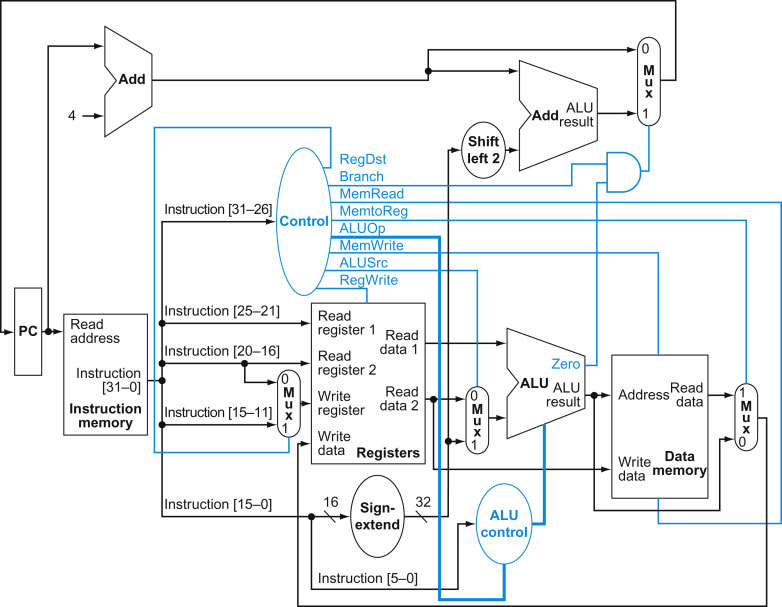 0
M
u
x
1
Add
4
Add
ALU
result
Shift
left 2
RegDst
Branch
MemRead
MemtoReg
ALUOp
MemWrite
ALUSrc
RegWrite
Control
Instruction [31–26]
Instruction [25–21]
Instruction [20–16]
Instruction [15–11]
Instruction [15–0]
Instruction [5–0]
PC
Read
address
Instruction
[31–0]
Instruction
memory
0
M
u
x
1
Read
register 1
Read
register 2
Write
register
Write
data
Read
data 1
Read
data 2
Registers
0
M
u
x
1
Zero
ALU
ALU
result
Address
Read
data
Write
data
Data
memory
1
M
u
x
0
16
Sign-
extend
32
ALU
control